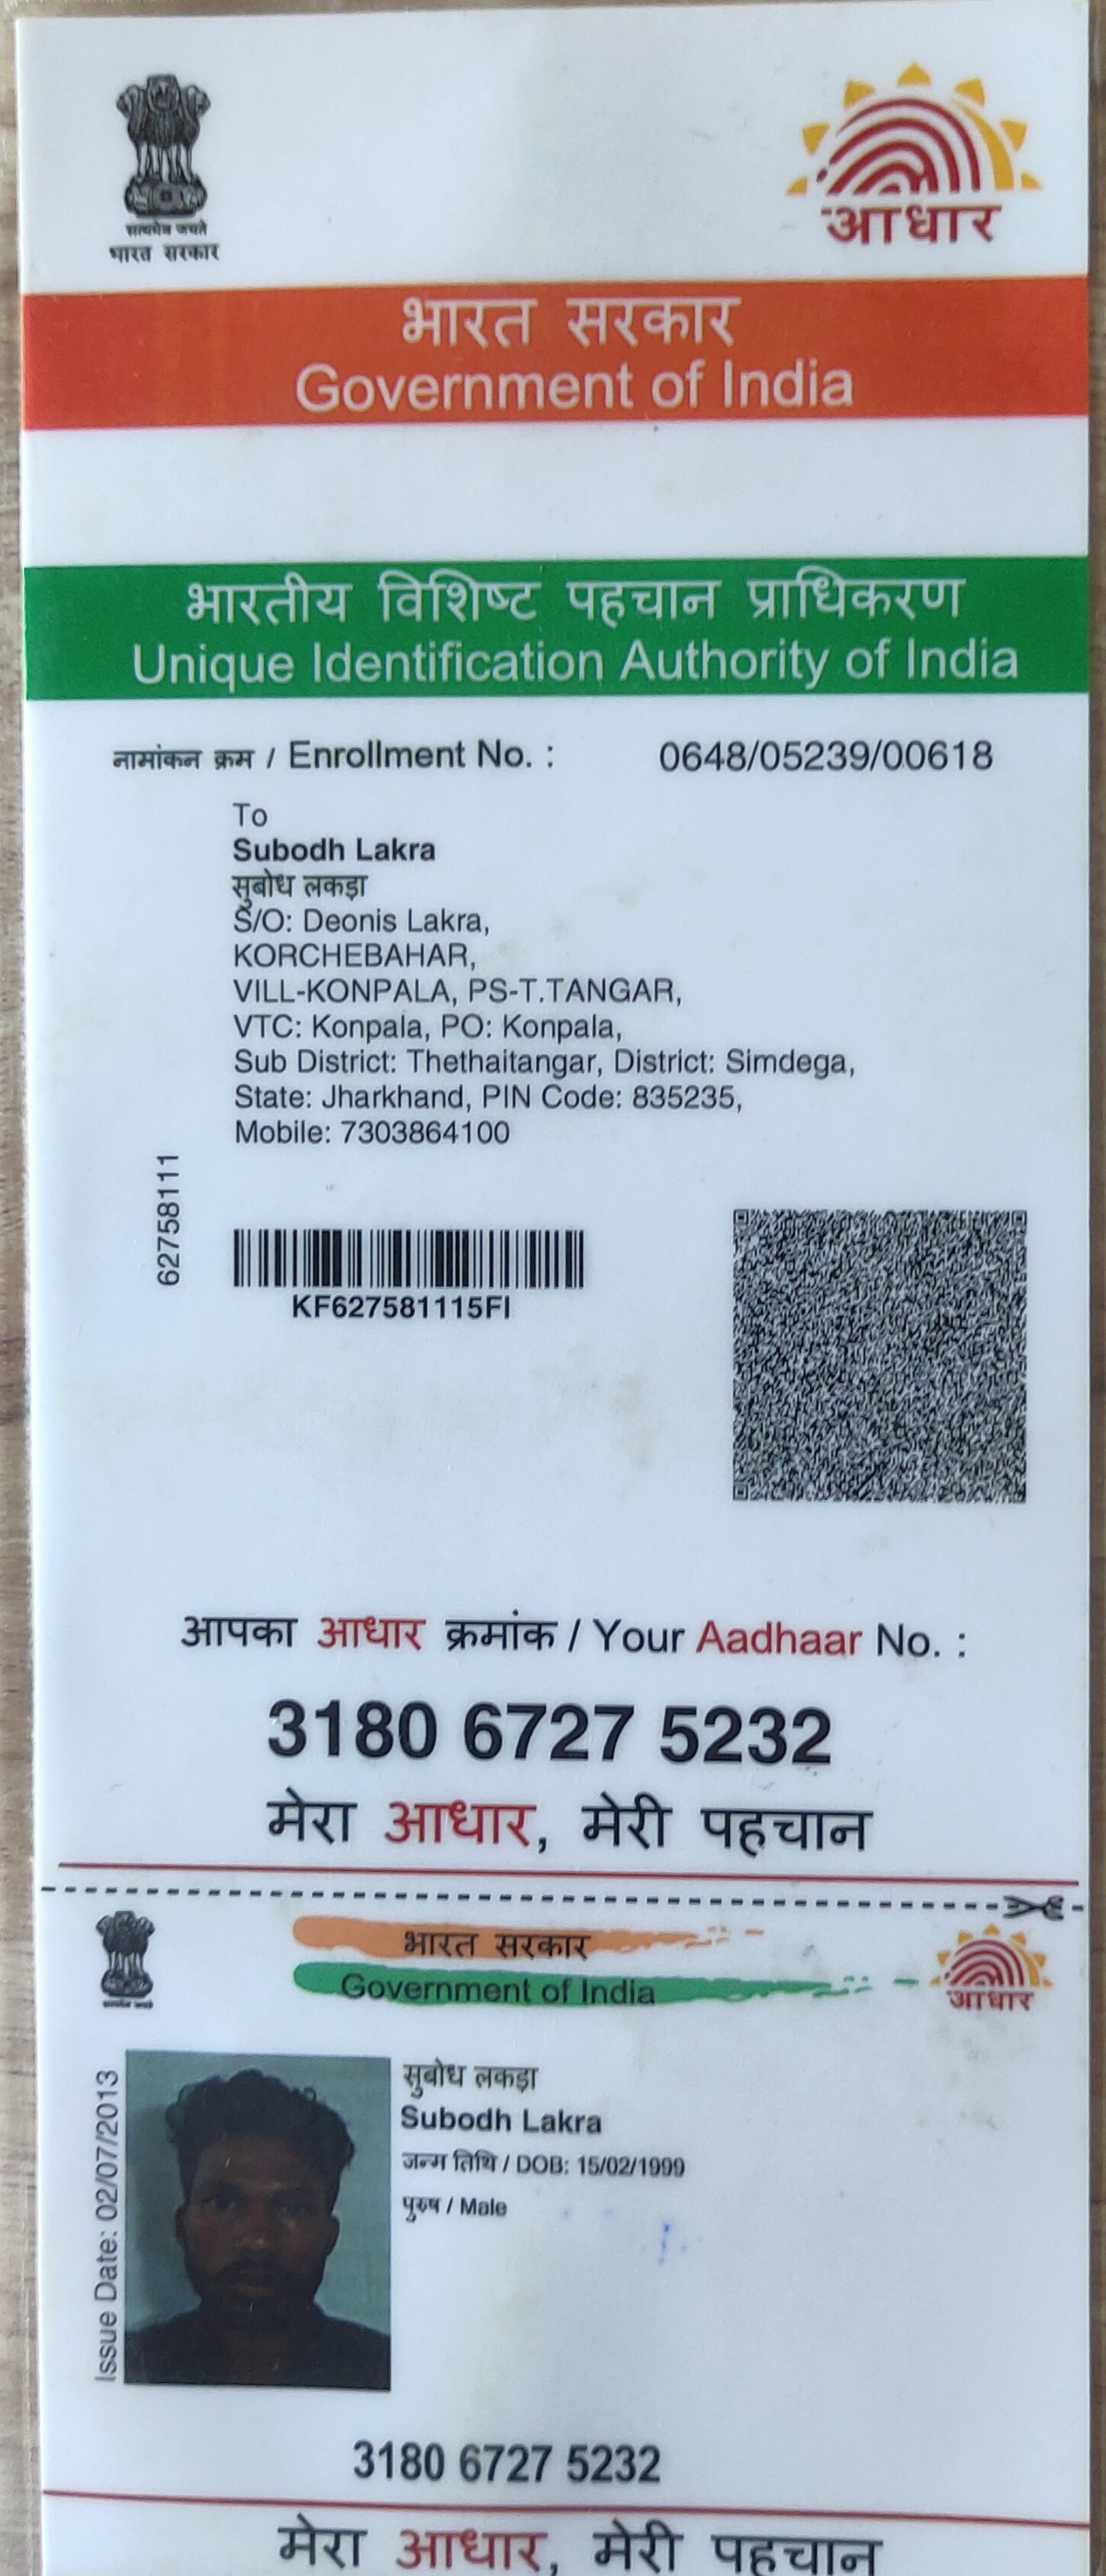 सत्यमेव जयते
भारत सरकार
आधार
भारत सरकार
Government of India
भारतीय विशिष्ट पहचान प्राधिकरण
Unique Identification Authority of India
नामांकन क्रम / Enrollment No. : 0648/05239/00618
To
Subodh Lakra
सुबोध लकड़ा
S/O: Deonis Lakra,
KORCHEBAHAR,
VILL-KONPALA, PS-T.TANGAR,
VTC: Konpala, PO: Konpala,
Sub District: Thethaitangar, District: Simdega,
State: Jharkhand, PIN Code: 835235,
Mobile: 7303864100
62758111
KF627581115FI
आपका आधार क्रमांक / Your Aadhaar No. :
3180 6727 5232
मेरा आधार, मेरी पहचान
भारत सरकार
Government of India
आधार
Issue Date: 02/07/2013
सुबोध लकड़ा
Subodh Lakra
जन्म तिथि / DOB: 15/02/1999
पुरुष / Male
3180 6727 5232
मेरा आधार, मेरी पहचान